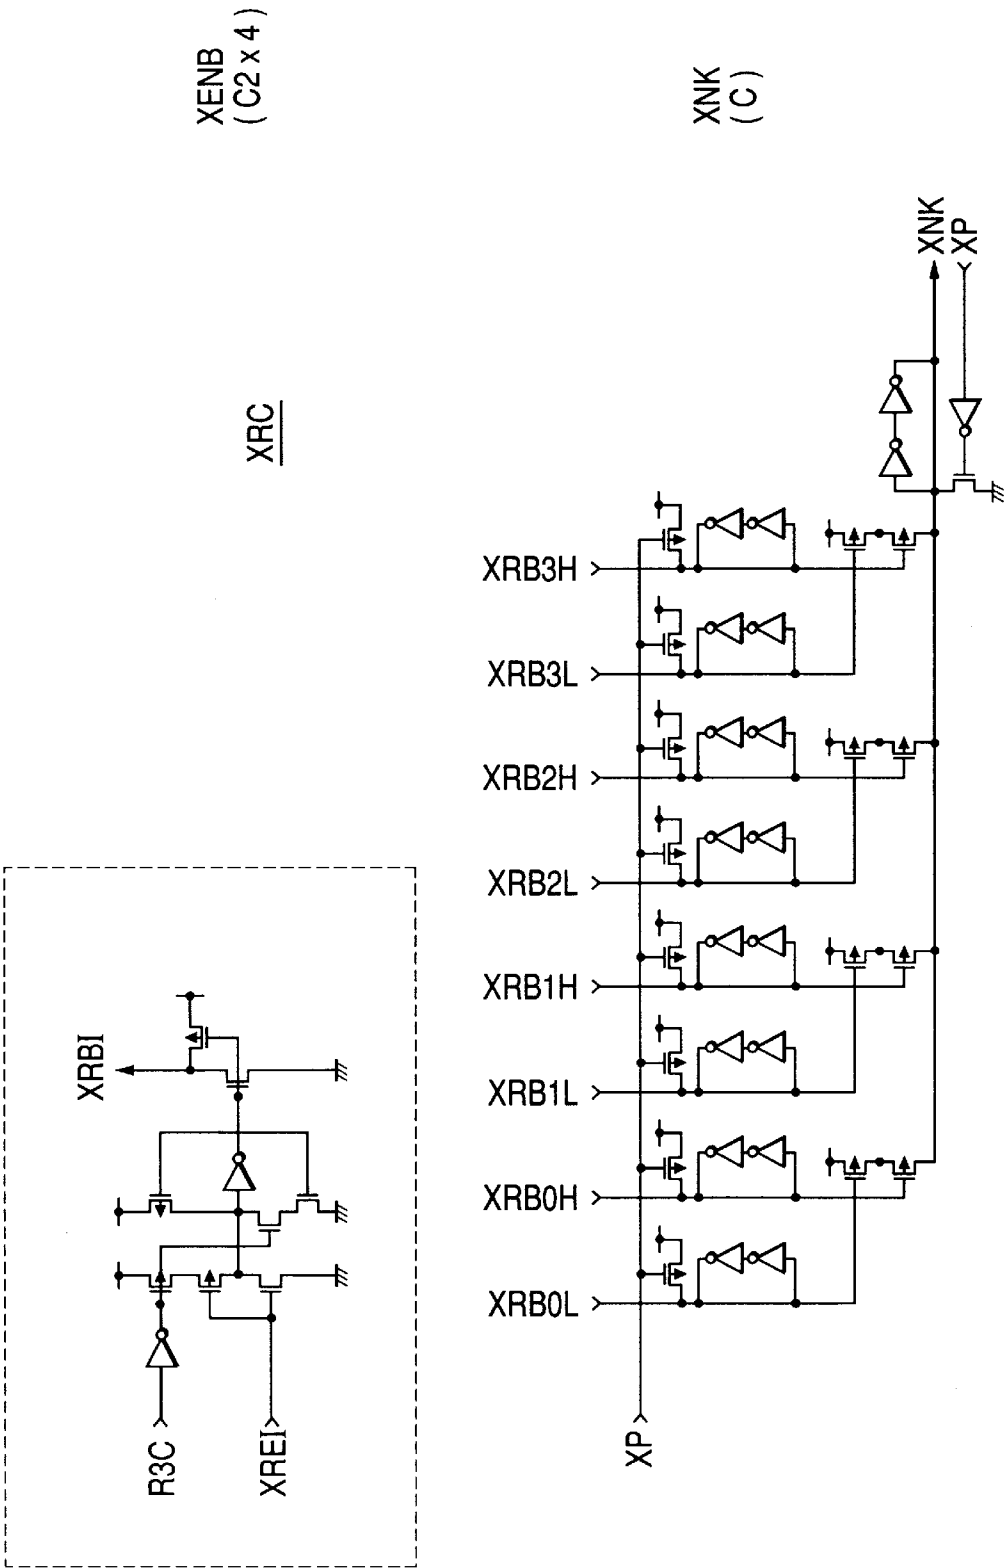 XENB
( C2 x 4 )
XRC
XNK
( C )
XRBI
R3C
XREI
XRB3H
XRB3L
XRB2H
XRB2L
XRB1H
XRB1L
XRB0H
XRB0L
XP
XNK
XP